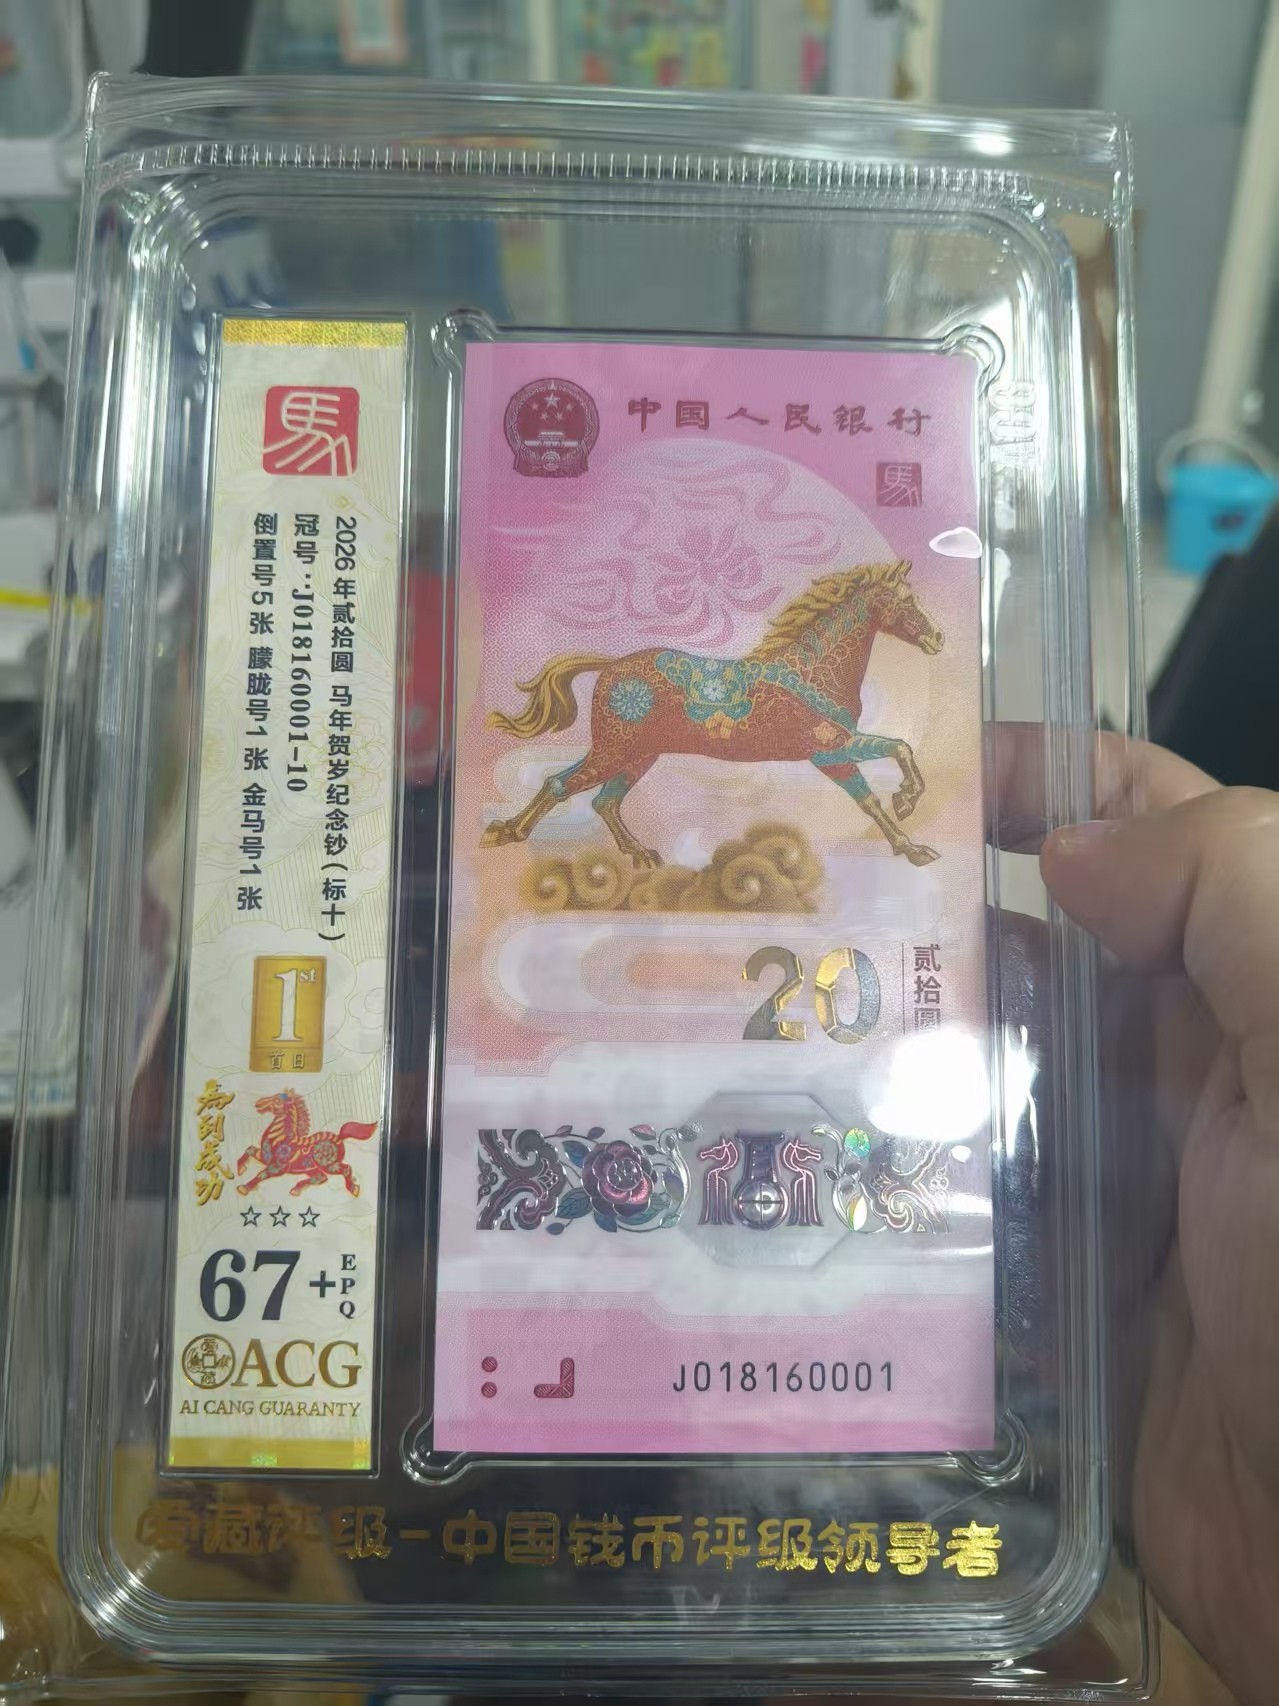 馬
2026 年贰拾圆 马年贺岁纪念钞(标十)
冠号:J018160001-10
倒置号5张 朦胧号1张 金马号1张
1st
首日
馬到成功
67+EPQ
ACG
AI CANG GUARANTY
中国人民银行
馬
20
贰拾圆
J018160001
爱藏评级-中国钱币评级领导者